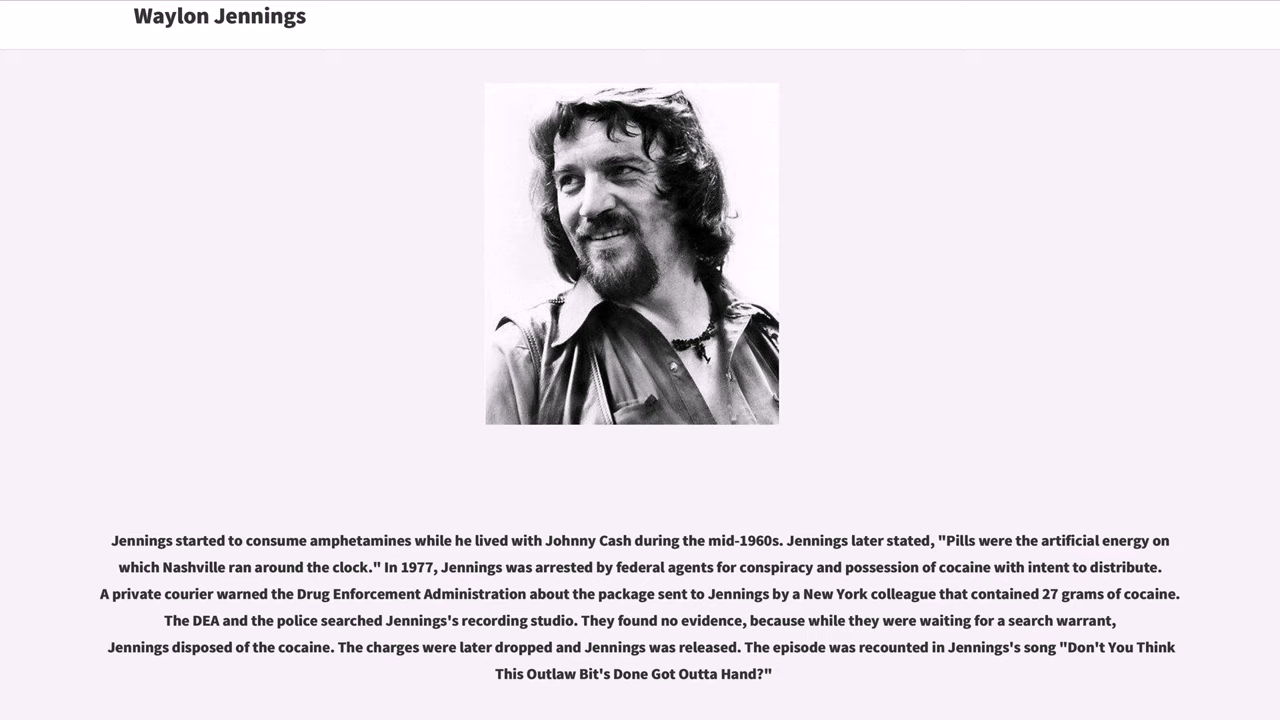 Waylon Jennings
Jennings started to consume amphetamines while he lived with Johnny Cash during the mid-1960s. Jennings later stated, "Pills were the artificial energy on
which Nashville ran around the clock." In 1977, Jennings was arrested by federal agents for conspiracy and possession of cocaine with intent to distribute.
A private courier warned the Drug Enforcement Administration about the package sent to Jennings by a New York colleague that contained 27 grams of cocaine.
The DEA and the police searched Jennings's recording studio. They found no evidence, because while they were waiting for a search warrant,
Jennings disposed of the cocaine. The charges were later dropped and Jennings was released. The episode was recounted in Jennings's song "Don't You Think
This Outlaw Bit's Done Got Outta Hand?"